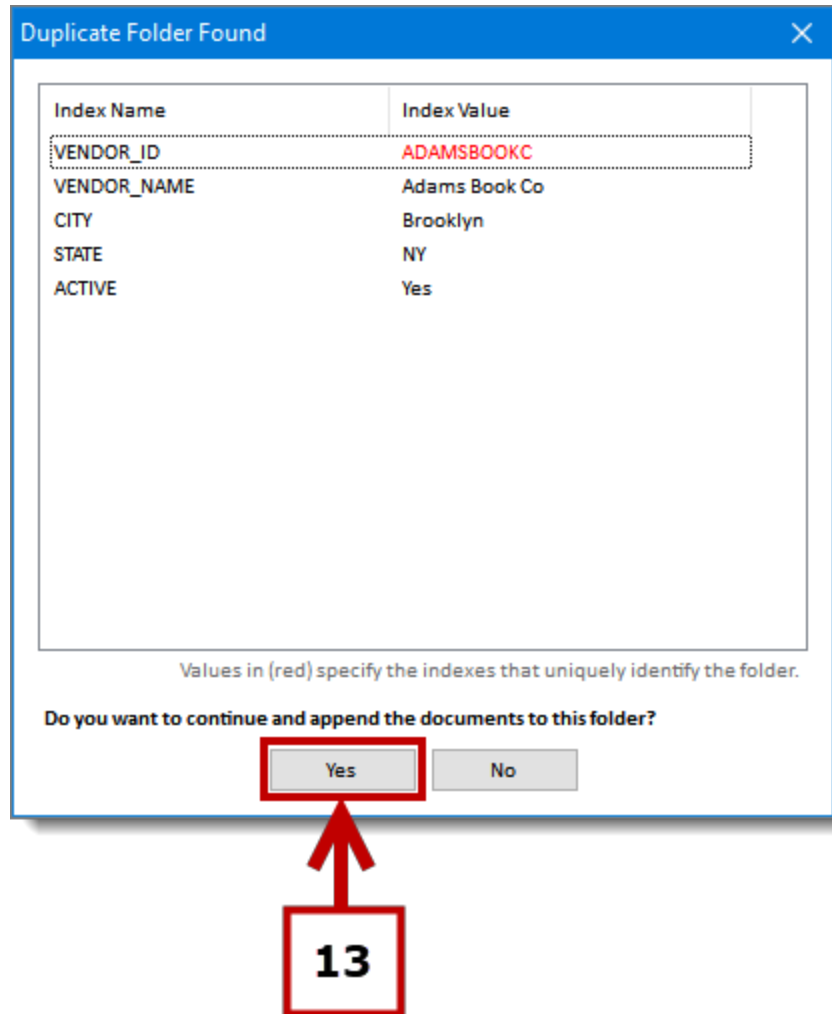 Duplicate Folder Found
Index Name Index Value
VENDOR_ID ADAMSBOOKC
VENDOR_NAME Adams Book Co
CITY Brooklyn
STATE NY
ACTIVE Yes
Values in (red) specify the indexes that uniquely identify the folder.
Do you want to continue and append the documents to this folder?
Yes No
13